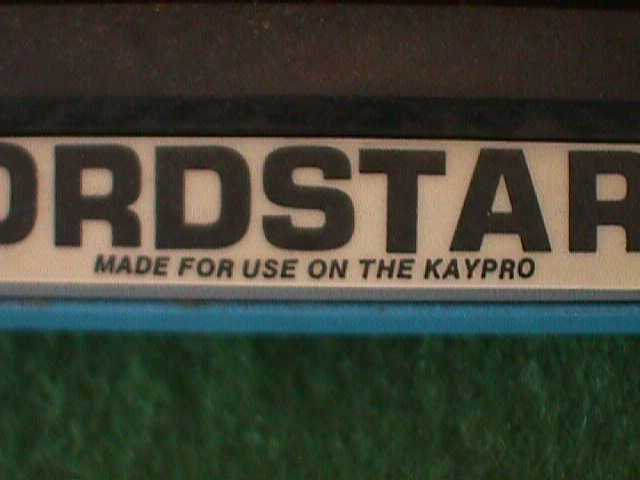 ORDSTAR
MADE FOR USE ON THE KAYPRO